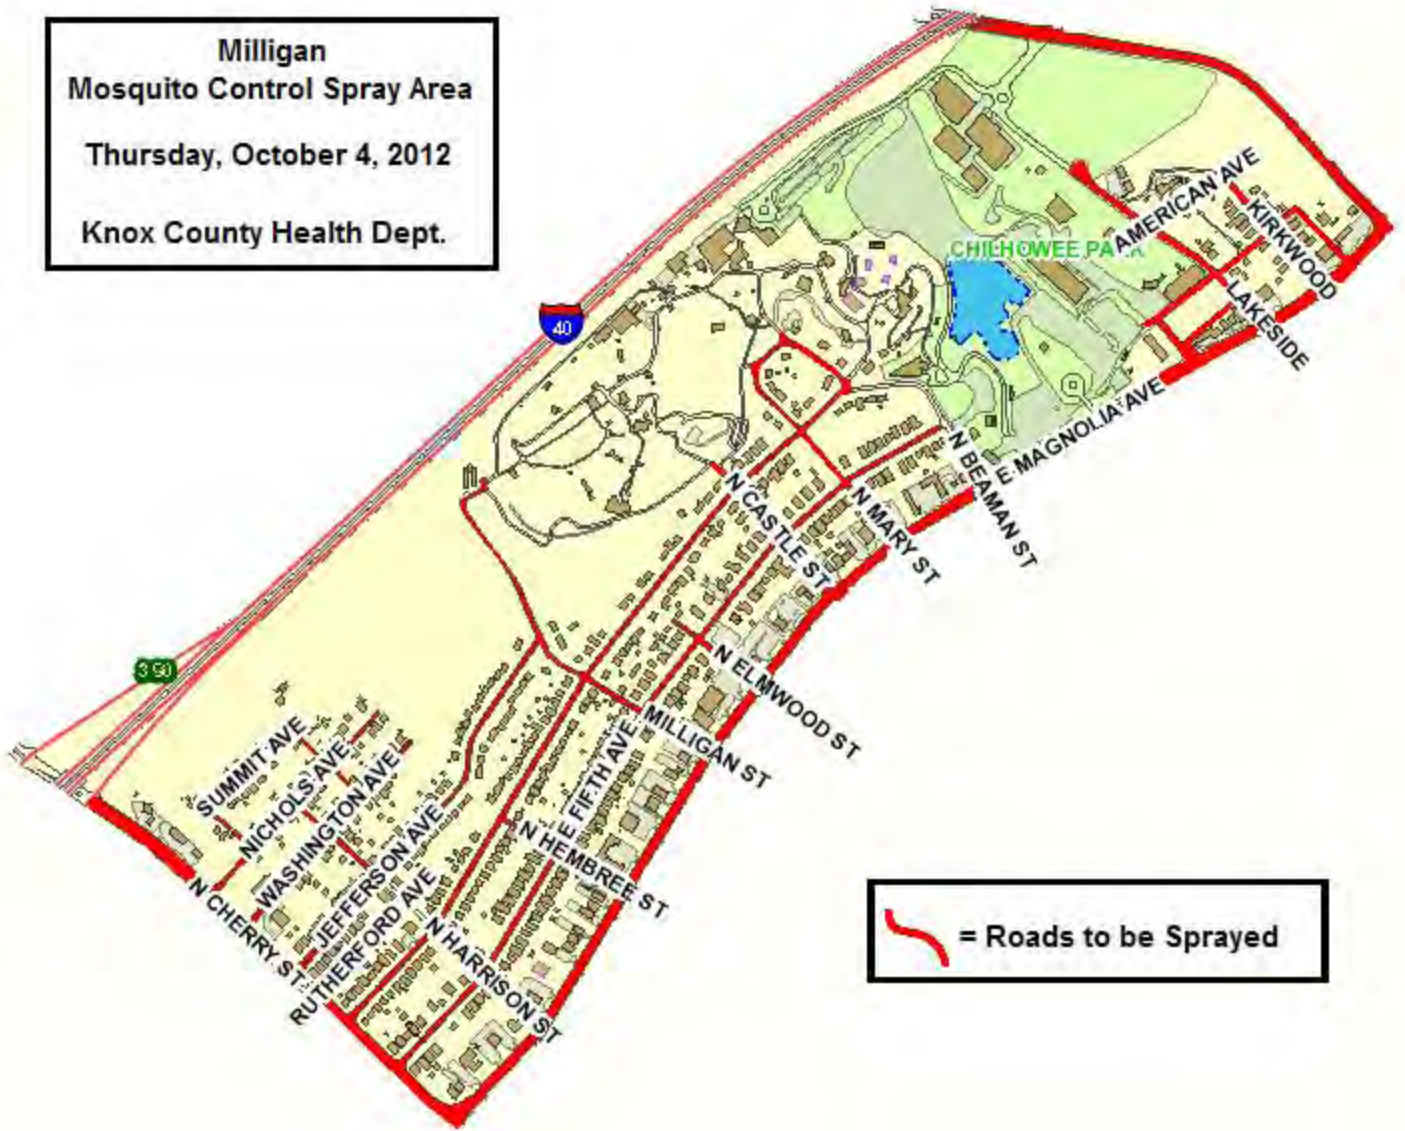 Milligan
Mosquito Control Spray Area
Thursday, October 4, 2012
Knox County Health Dept.
AMERICAN AVE
KIRKWOOD
CHILHOWEE PARK
LAKESIDE
40
E MAGNOLIA AVE
N BEAMAN ST
N CASTLE ST
N MARY ST
N ELMWOOD ST
390
MILLIGAN ST
SUMMIT AVE
NICHOLS AVE
WASHINGTON AVE
E FIFTH AVE
JEFFERSON AVE
N HEMBREE ST
RUTHERFORD AVE
N CHERRY ST
N HARRISON ST
= Roads to be Sprayed